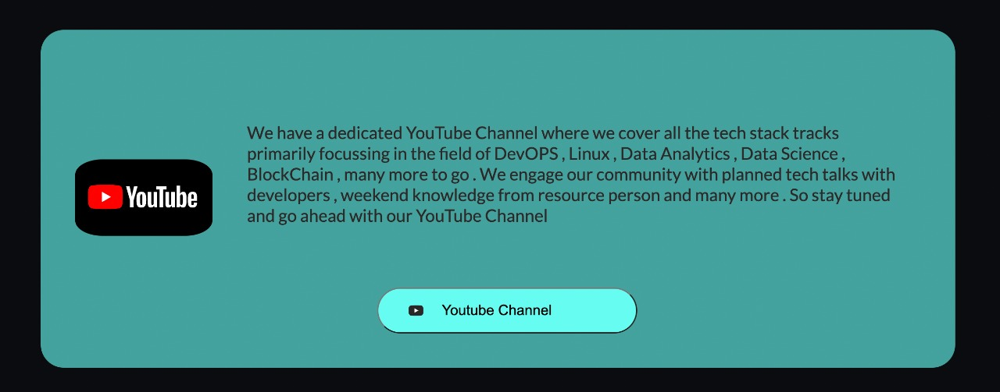 We have a dedicated YouTube Channel where we cover all the tech stack tracks
primarily focussing in the field of DevOPS , Linux , Data Analytics , Data Science ,
BlockChain , many more to go . We engage our community with planned tech talks with
developers , weekend knowledge from resource person and many more . So stay tuned
and go ahead with our YouTube Channel
YouTube
Youtube Channel